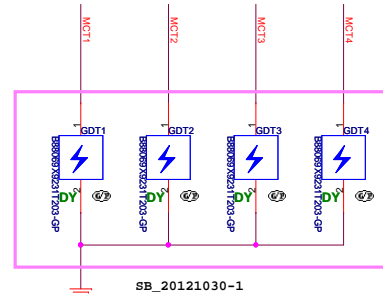 MCT1 MCT2 MCT3 MCT4
1 GDT1 1 GDT2 1 GDT3 1 GDT4
B88069X9231T203-GP B88069X9231T203-GP B88069X9231T203-GP B88069X9231T203-GP
DY 2 DY 2 DY 2 DY 2
SB_20121030-1